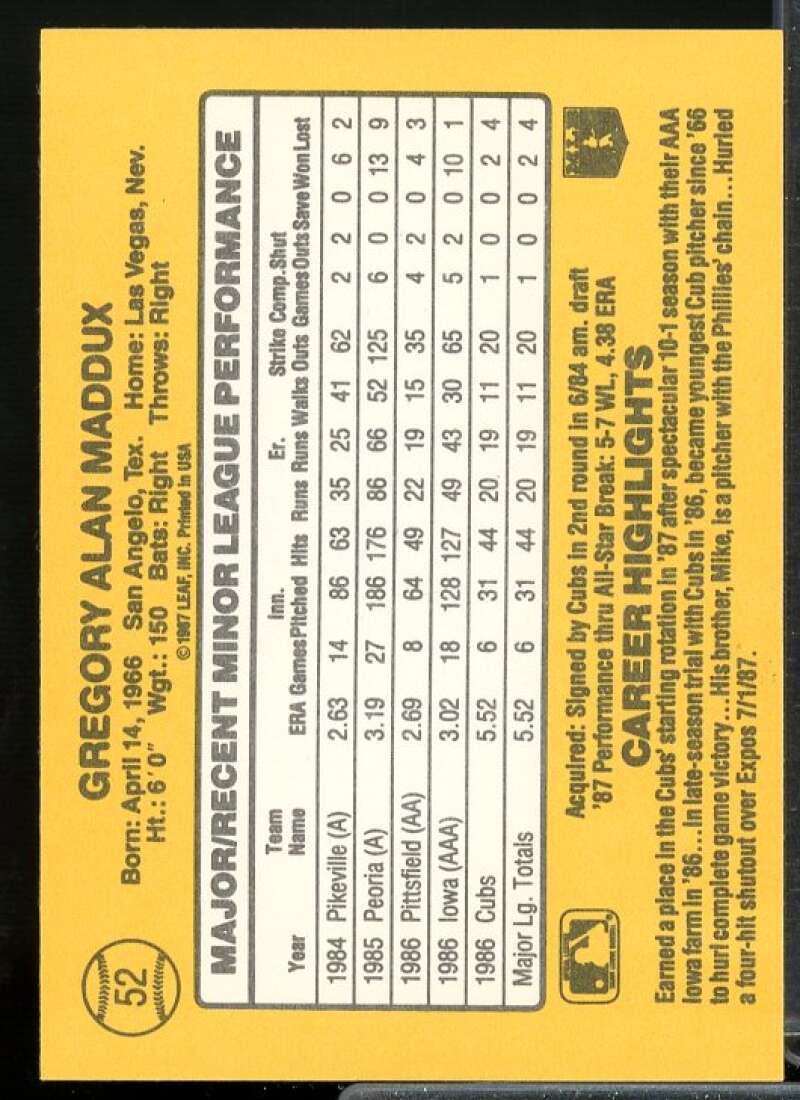 52
GREGORY ALAN MADDUX
Born: April 14, 1966 San Angelo, Tex. Home: Las Vegas, Nev.
Ht.: 6'0" Wgt.: 150 Bats: Right Throws: Right
© 1987 LEAF, INC. Printed in USA
MAJOR/RECENT MINOR LEAGUE PERFORMANCE
Team Inn. Er. Strike Comp. Shut
Year Name ERA Games Pitched Hits Runs Runs Walks Outs Games Outs Save Won Lost
1984 Pikeville (A) 2.63 14 86 63 35 25 41 62 2 2 0 6 2
1985 Peoria (A) 3.19 27 186 176 86 66 52 125 6 0 0 13 9
1986 Pittsfield (AA) 2.69 8 64 49 22 19 15 35 4 2 0 4 3
1986 Iowa (AAA) 3.02 18 128 127 49 43 30 65 5 2 0 10 1
1986 Cubs 5.52 6 31 44 20 19 11 20 1 0 0 2 4
Major Lg. Totals 5.52 6 31 44 20 19 11 20 1 0 0 2 4
Acquired: Signed by Cubs in 2nd round in 6/84 am. draft
'87 Performance thru All-Star Break: 5-7 WL, 4.38 ERA
CAREER HIGHLIGHTS
Earned a place in the Cubs' starting rotation in '87 after spectacular 10-1 season with their AAA
Iowa farm in '86...In late-season trial with Cubs in '86, became youngest Cub pitcher since '66
to hurl complete game victory...His brother, Mike, is a pitcher with the Phillies' chain...Hurled
a four-hit shutout over Expos 7/1/87.